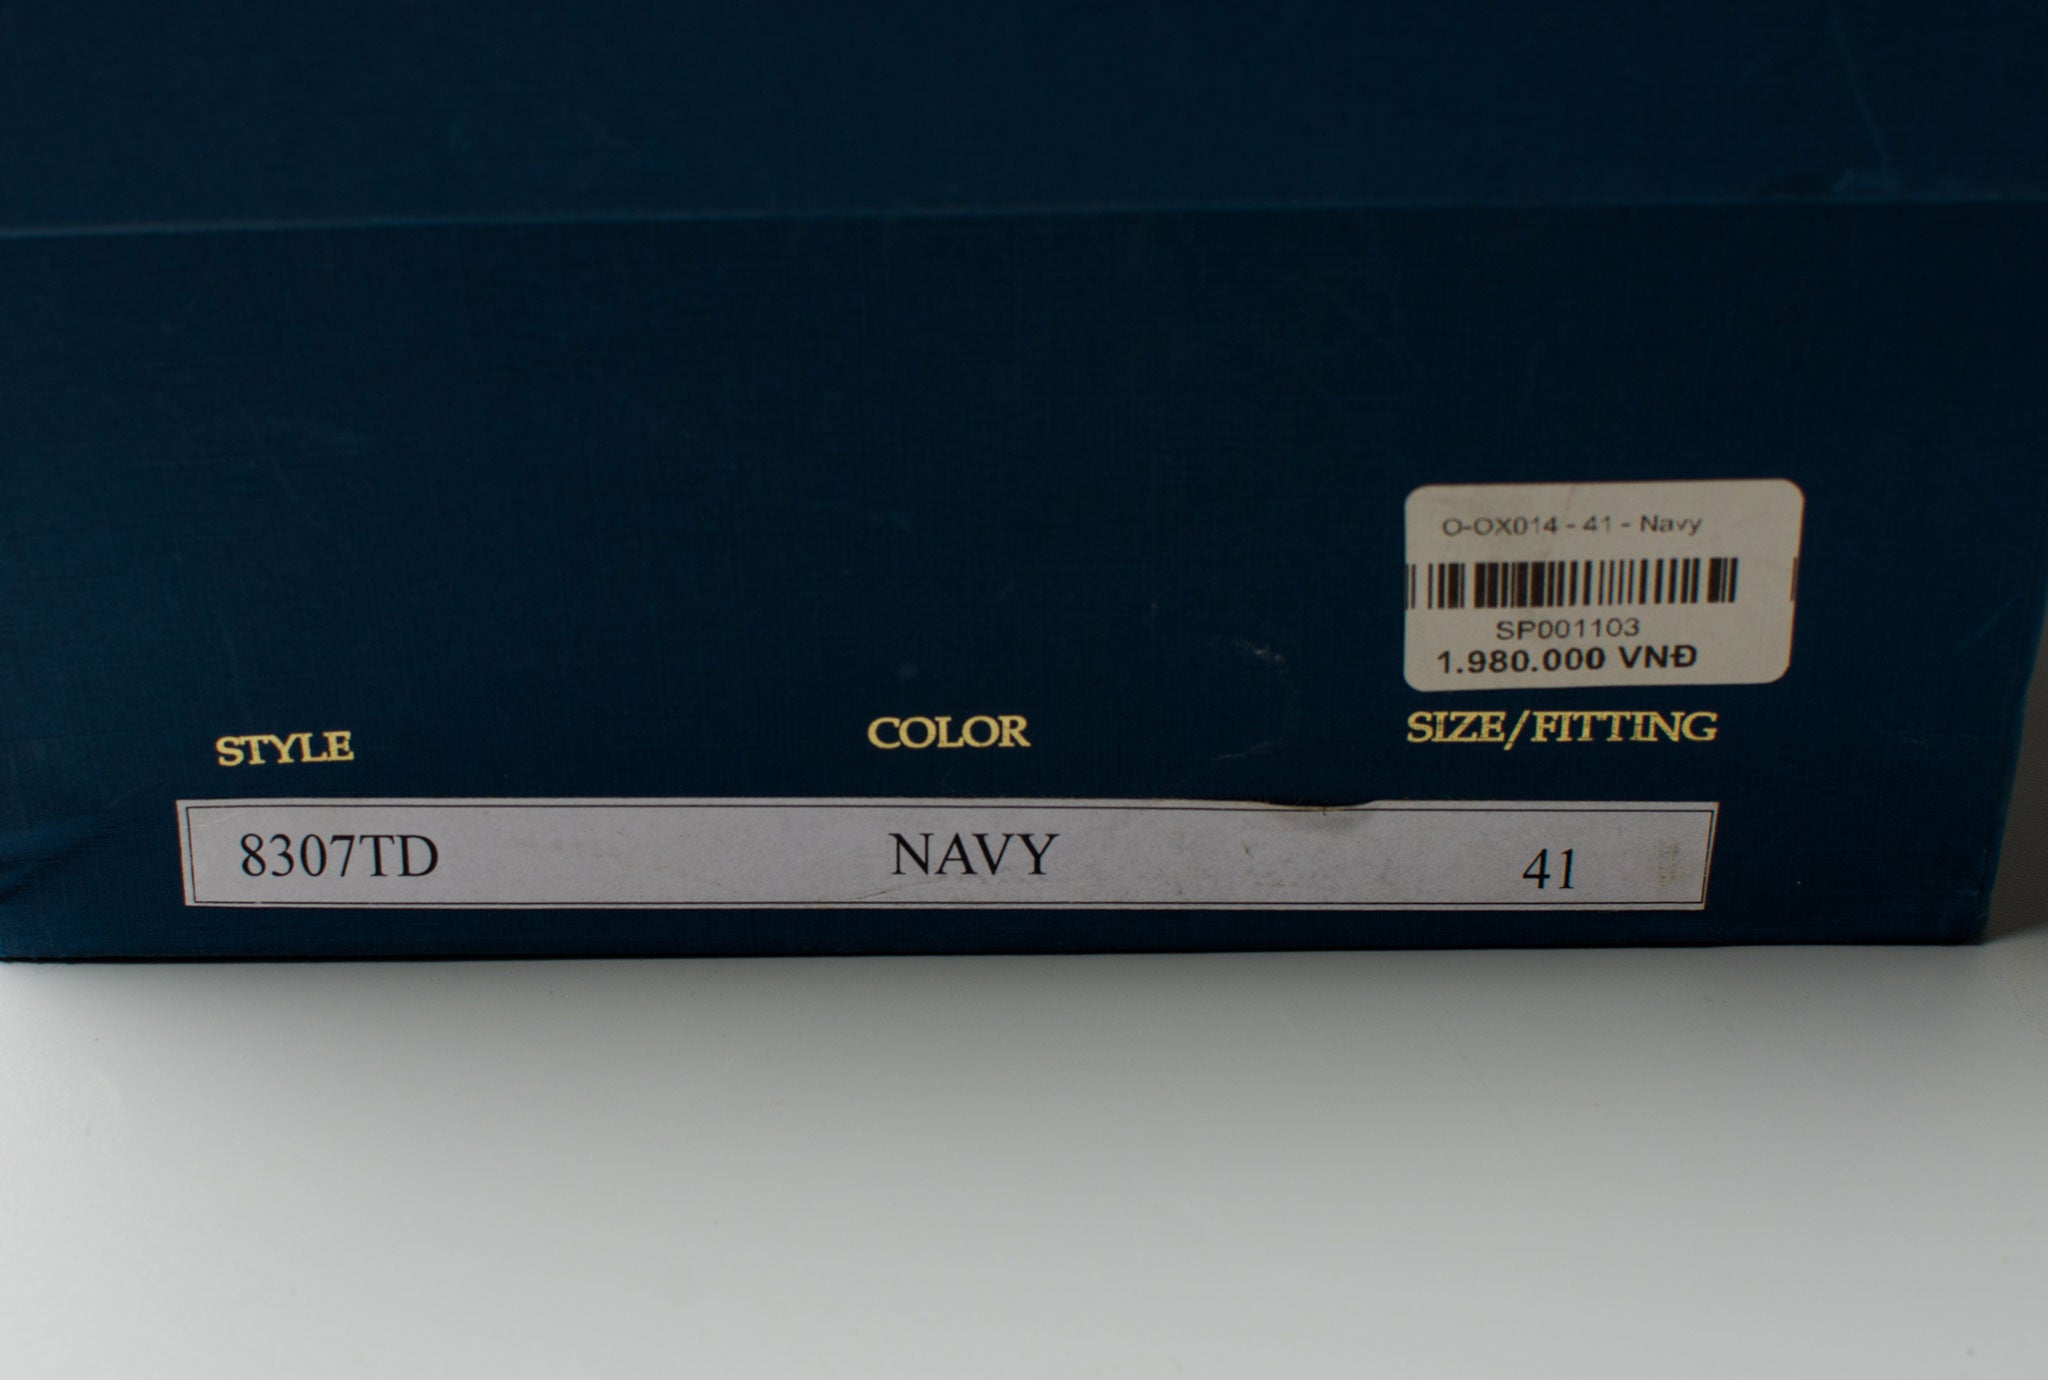 O-OX014 - 41 - Navy
SP001103
1.980.000 VNĐ
STYLE COLOR SIZE/FITTING
8307TD NAVY 41